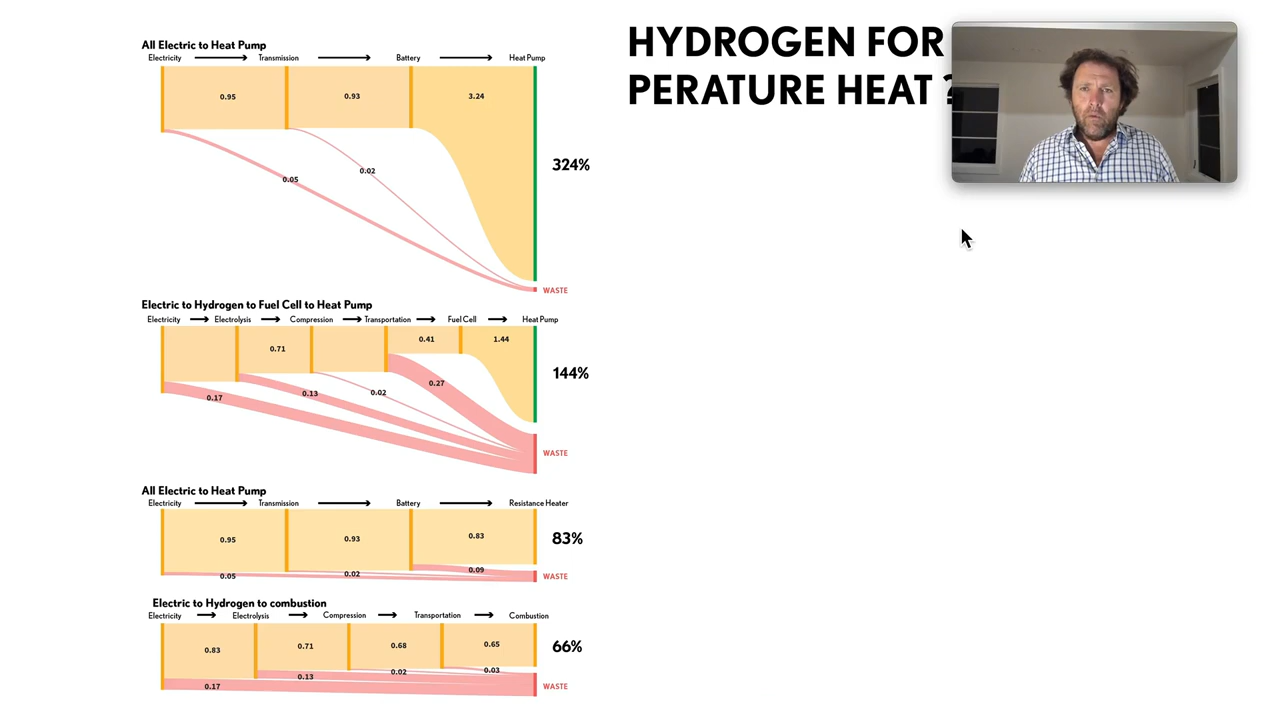 HYDROGEN FOR
PERATURE HEAT ?
All Electric to Heat Pump
Electricity Transmission Battery Heat Pump
0.95 0.93 3.24
324%
0.05 0.02
WASTE
Electric to Hydrogen to Fuel Cell to Heat Pump
Electricity Electrolysis Compression Transportation Fuel Cell Heat Pump
0.71 0.41 1.44
144%
0.17 0.13 0.02 0.27
WASTE
All Electric to Heat Pump
Electricity Transmission Battery Resistance Heater
0.95 0.93 0.83
83%
0.05 0.02 0.09
WASTE
Electric to Hydrogen to combustion
Electricity Electrolysis Compression Transportation Combustion
0.83 0.71 0.68 0.65
66%
0.17 0.13 0.02 0.03
WASTE